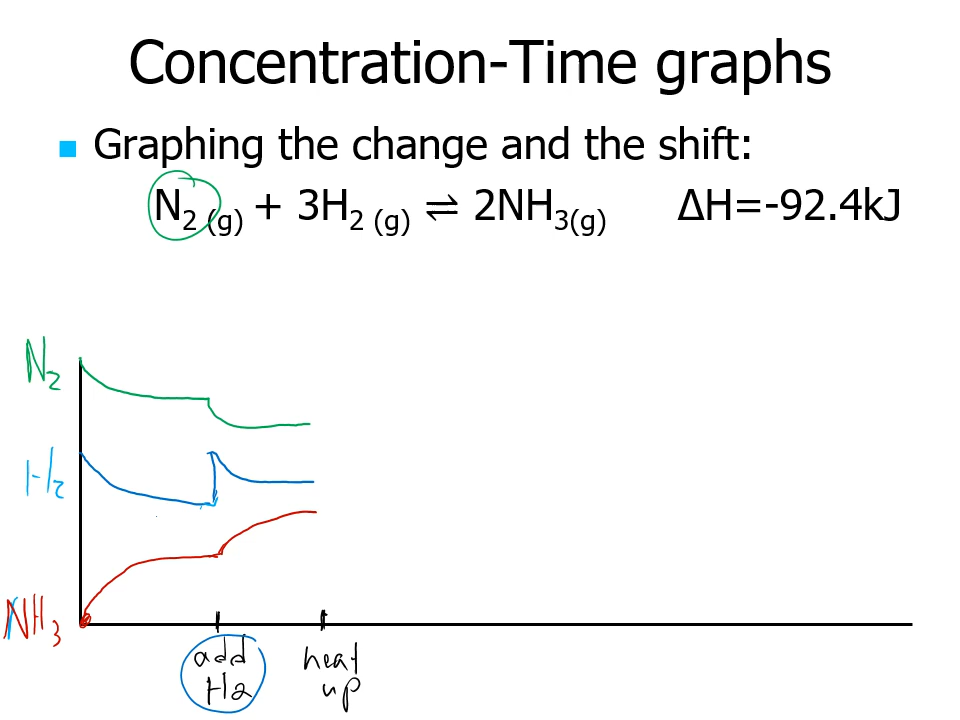 Concentration-Time graphs
Graphing the change and the shift:
N₂ (g) + 3H₂ (g) ⇌ 2NH₃(g) ΔH=-92.4kJ
N₂
H₂
NH₃
add
H2
heat
up